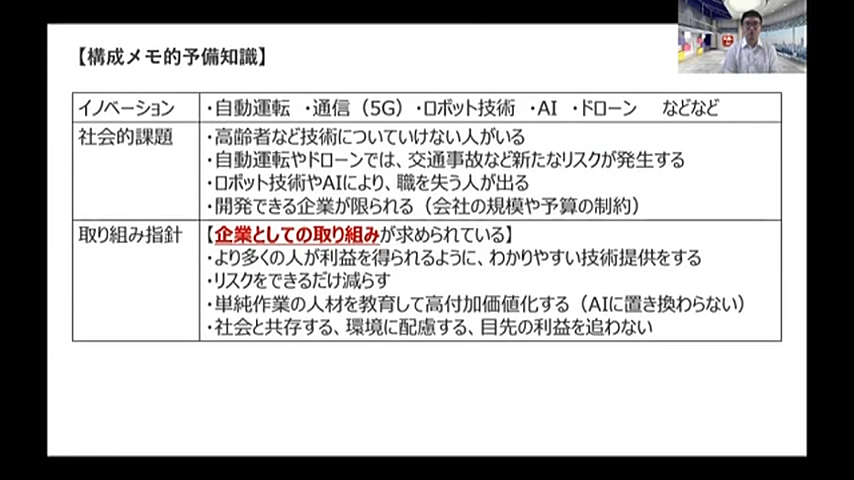 【構成メモ的予備知識】
イノベーション ・自動運転 ・通信（5G）・ロボット技術 ・AI ・ドローン などなど
社会的課題 ・高齢者など技術についていけない人がいる
・自動運転やドローンでは、交通事故など新たなリスクが発生する
・ロボット技術やAIにより、職を失う人が出る
・開発できる企業が限られる（会社の規模や予算の制約）
取り組み指針 【企業としての取り組みが求められている】
・より多くの人が利益を得られるように、わかりやすい技術提供をする
・リスクをできるだけ減らす
・単純作業の人材を教育して高付加価値化する（AIに置き換わらない）
・社会と共存する、環境に配慮する、目先の利益を追わない